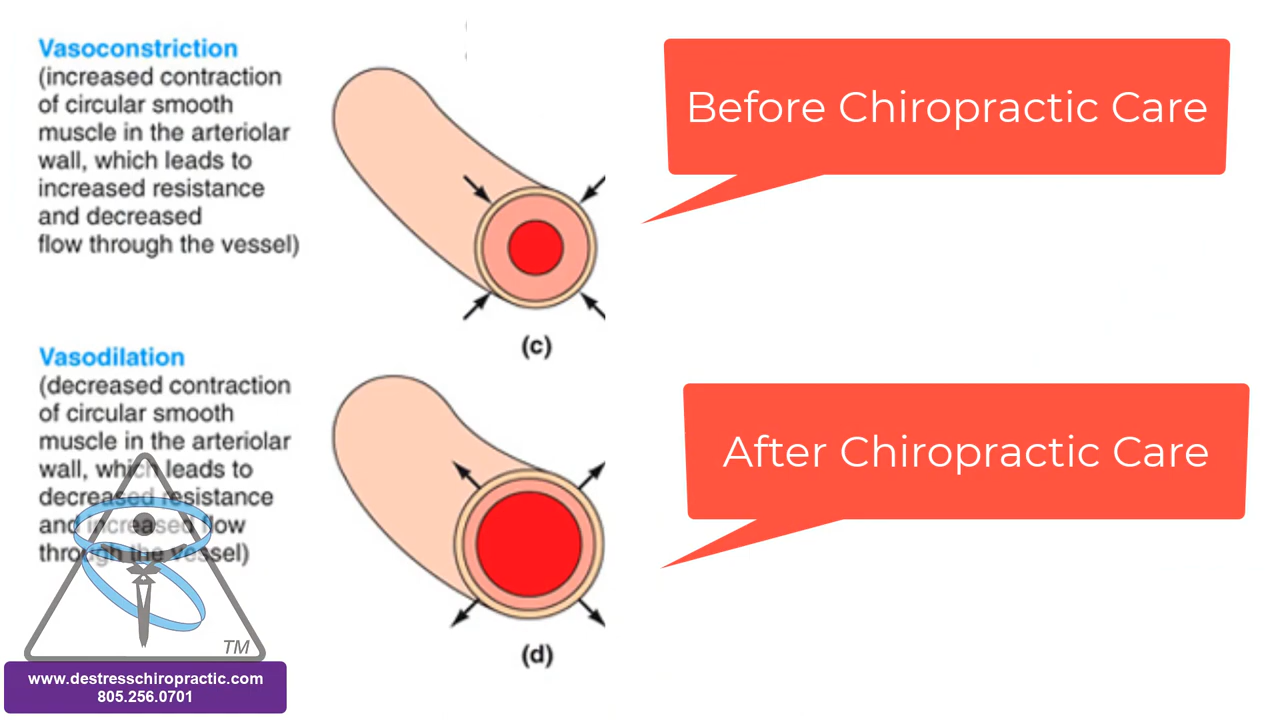 Vasoconstriction
(increased contraction
of circular smooth
muscle in the arteriolar
wall, which leads to
increased resistance
and decreased
flow through the vessel)
Before Chiropractic Care
(c)
Vasodilation
(decreased contraction
of circular smooth
muscle in the arteriolar
wall, which leads to
decreased resistance
and increased flow
through the vessel)
After Chiropractic Care
(d)
TM
www.destresschiropractic.com
805.256.0701